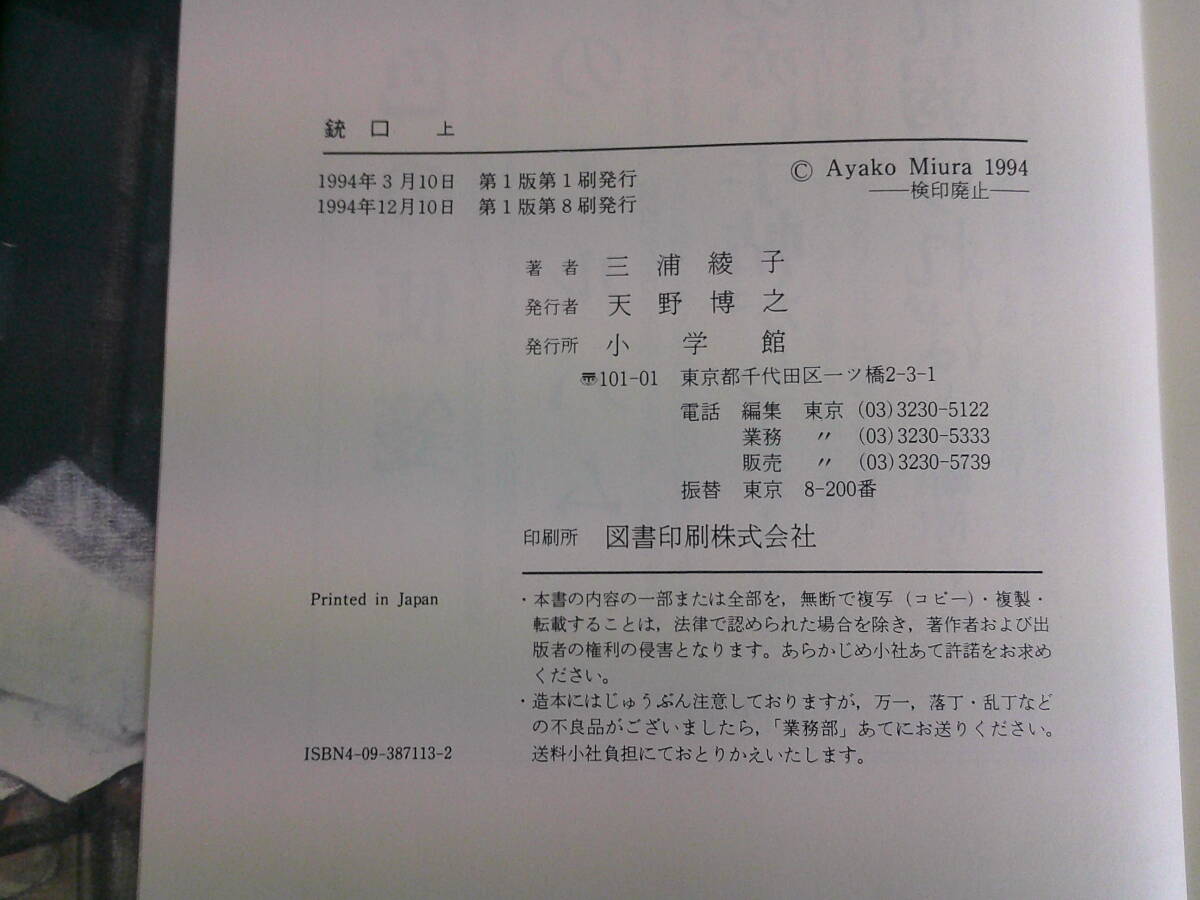 銃口 上
1994年3月10日 第1版第1刷発行
1994年12月10日 第1版第8刷発行
© Ayako Miura 1994
——検印廃止——
著者 三浦綾子
発行者 天野博之
発行所 小学館
〠101-01 東京都千代田区一ツ橋2-3-1
電話 編集 東京 (03)3230-5122
業務 〃 (03)3230-5333
販売 〃 (03)3230-5739
振替 東京 8-200番
印刷所 図書印刷株式会社
Printed in Japan
・本書の内容の一部または全部を，無断で複写（コピー）・複製・
転載することは，法律で認められた場合を除き，著作者および出
版者の権利の侵害となります。あらかじめ小社あて許諾をお求め
ください。
・造本にはじゅうぶん注意しておりますが，万一，落丁・乱丁など
の不良品がございましたら，「業務部」あてにお送りください。
送料小社負担にておとりかえいたします。
ISBN4-09-387113-2